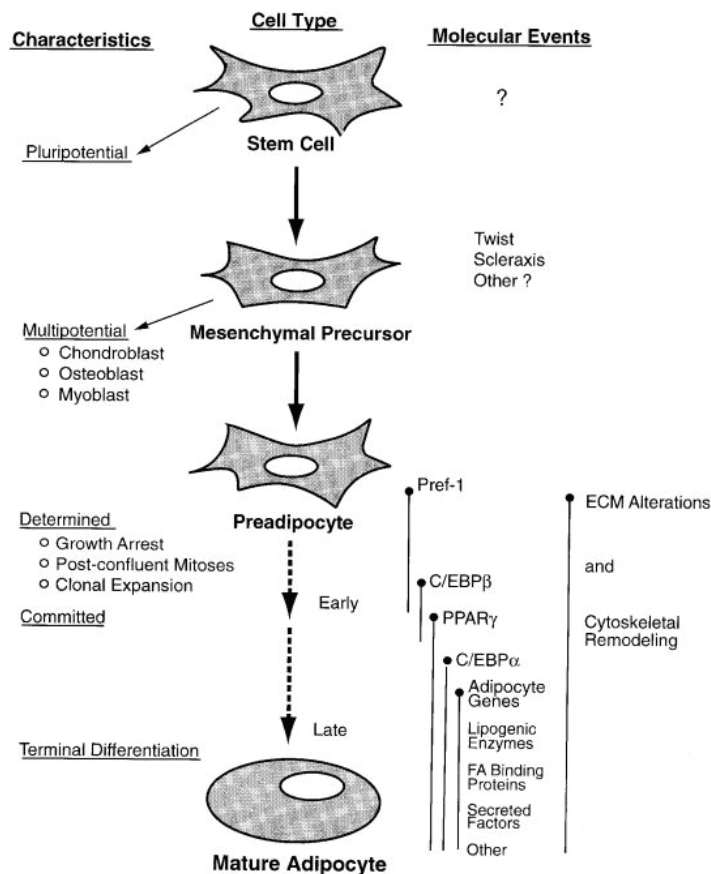 Characteristics
Cell Type
Molecular Events
?
Stem Cell
Pluripotential
Twist
Scleraxis
Other ?
Mesenchymal Precursor
Multipotential
Chondroblast
Osteoblast
Myoblast
Preadipocyte
Pref-1
ECM Alterations
and
Cytoskeletal
Remodeling
Determined
Growth Arrest
Post-confluent Mitoses
Clonal Expansion
Committed
Early
C/EBPβ
PPARγ
C/EBPα
Adipocyte
Genes
Lipogenic
Enzymes
FA Binding
Proteins
Secreted
Factors
Other
Late
Terminal Differentiation
Mature Adipocyte